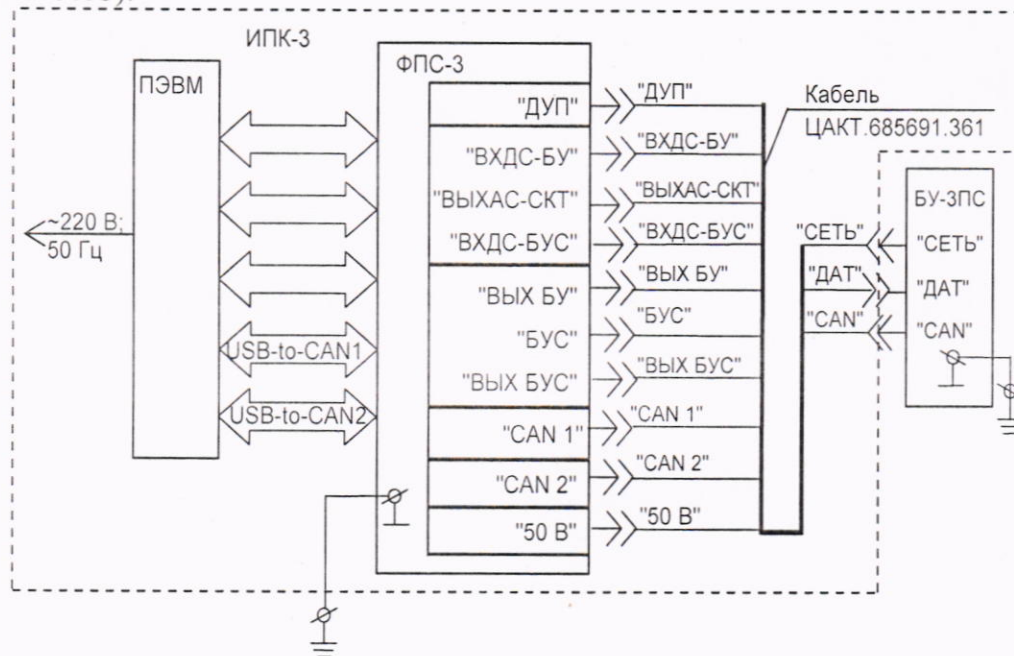 ИПК-3
ПЭВМ
ФПС-3
"ДУП"
"ДУП"
Кабель
ЦАКТ.685691.361
"ВХДС-БУ"
"ВХДС-БУ"
"ВЫХАС-СКТ"
"ВЫХАС-СКТ"
БУ-3ПС
~220 В;
50 Гц
"ВХДС-БУС"
"ВХДС-БУС"
"СЕТЬ"
"СЕТЬ"
"ВЫХ БУ"
"ВЫХ БУ"
"ДАТ"
"ДАТ"
"БУС"
"БУС"
"CAN"
"CAN"
USB-to-CAN1
"ВЫХ БУС"
"ВЫХ БУС"
USB-to-CAN2
"CAN 1"
"CAN 1"
"CAN 2"
"CAN 2"
"50 В"
"50 В"